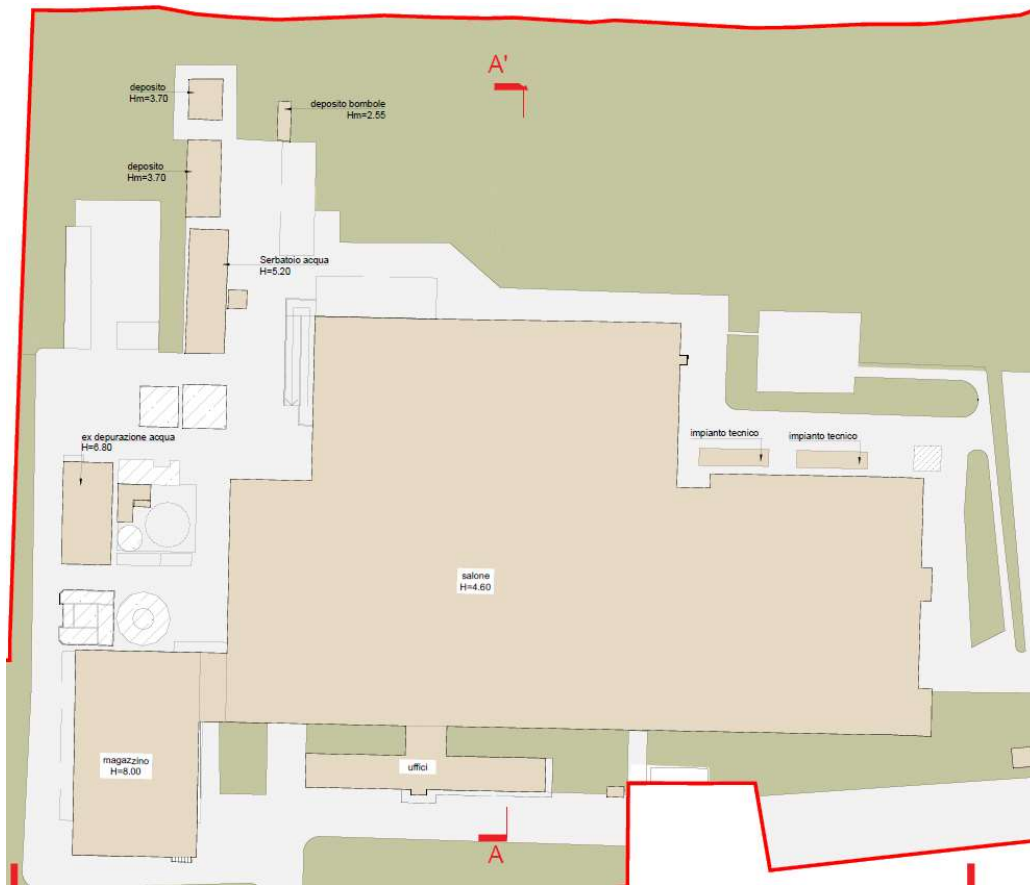 A'
deposito
Hm=3.70
deposito bombole
Hm=2.55
deposito
Hm=3.70
Serbatoio acqua
H=5.20
ex depurazione acqua
H=6.80
impianto tecnico
impianto tecnico
salone
H=4.60
magazzino
H=8.00
uffici
A